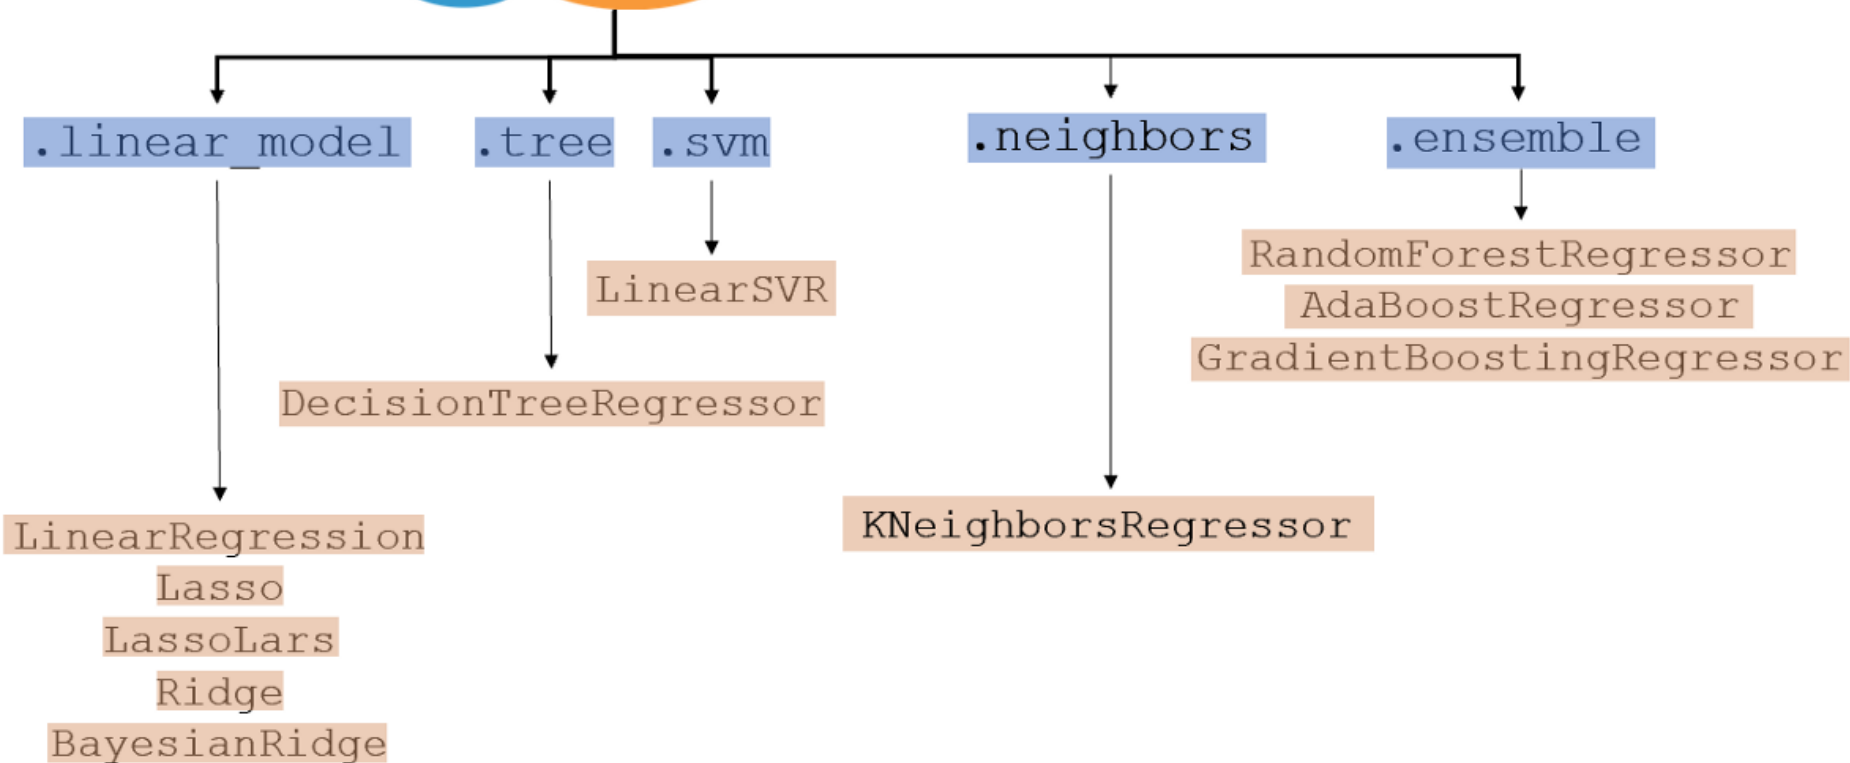 .linear_model
.tree
.svm
.neighbors
.ensemble
LinearSVR
DecisionTreeRegressor
RandomForestRegressor
AdaBoostRegressor
GradientBoostingRegressor
KNeighborsRegressor
LinearRegression
Lasso
LassoLars
Ridge
BayesianRidge